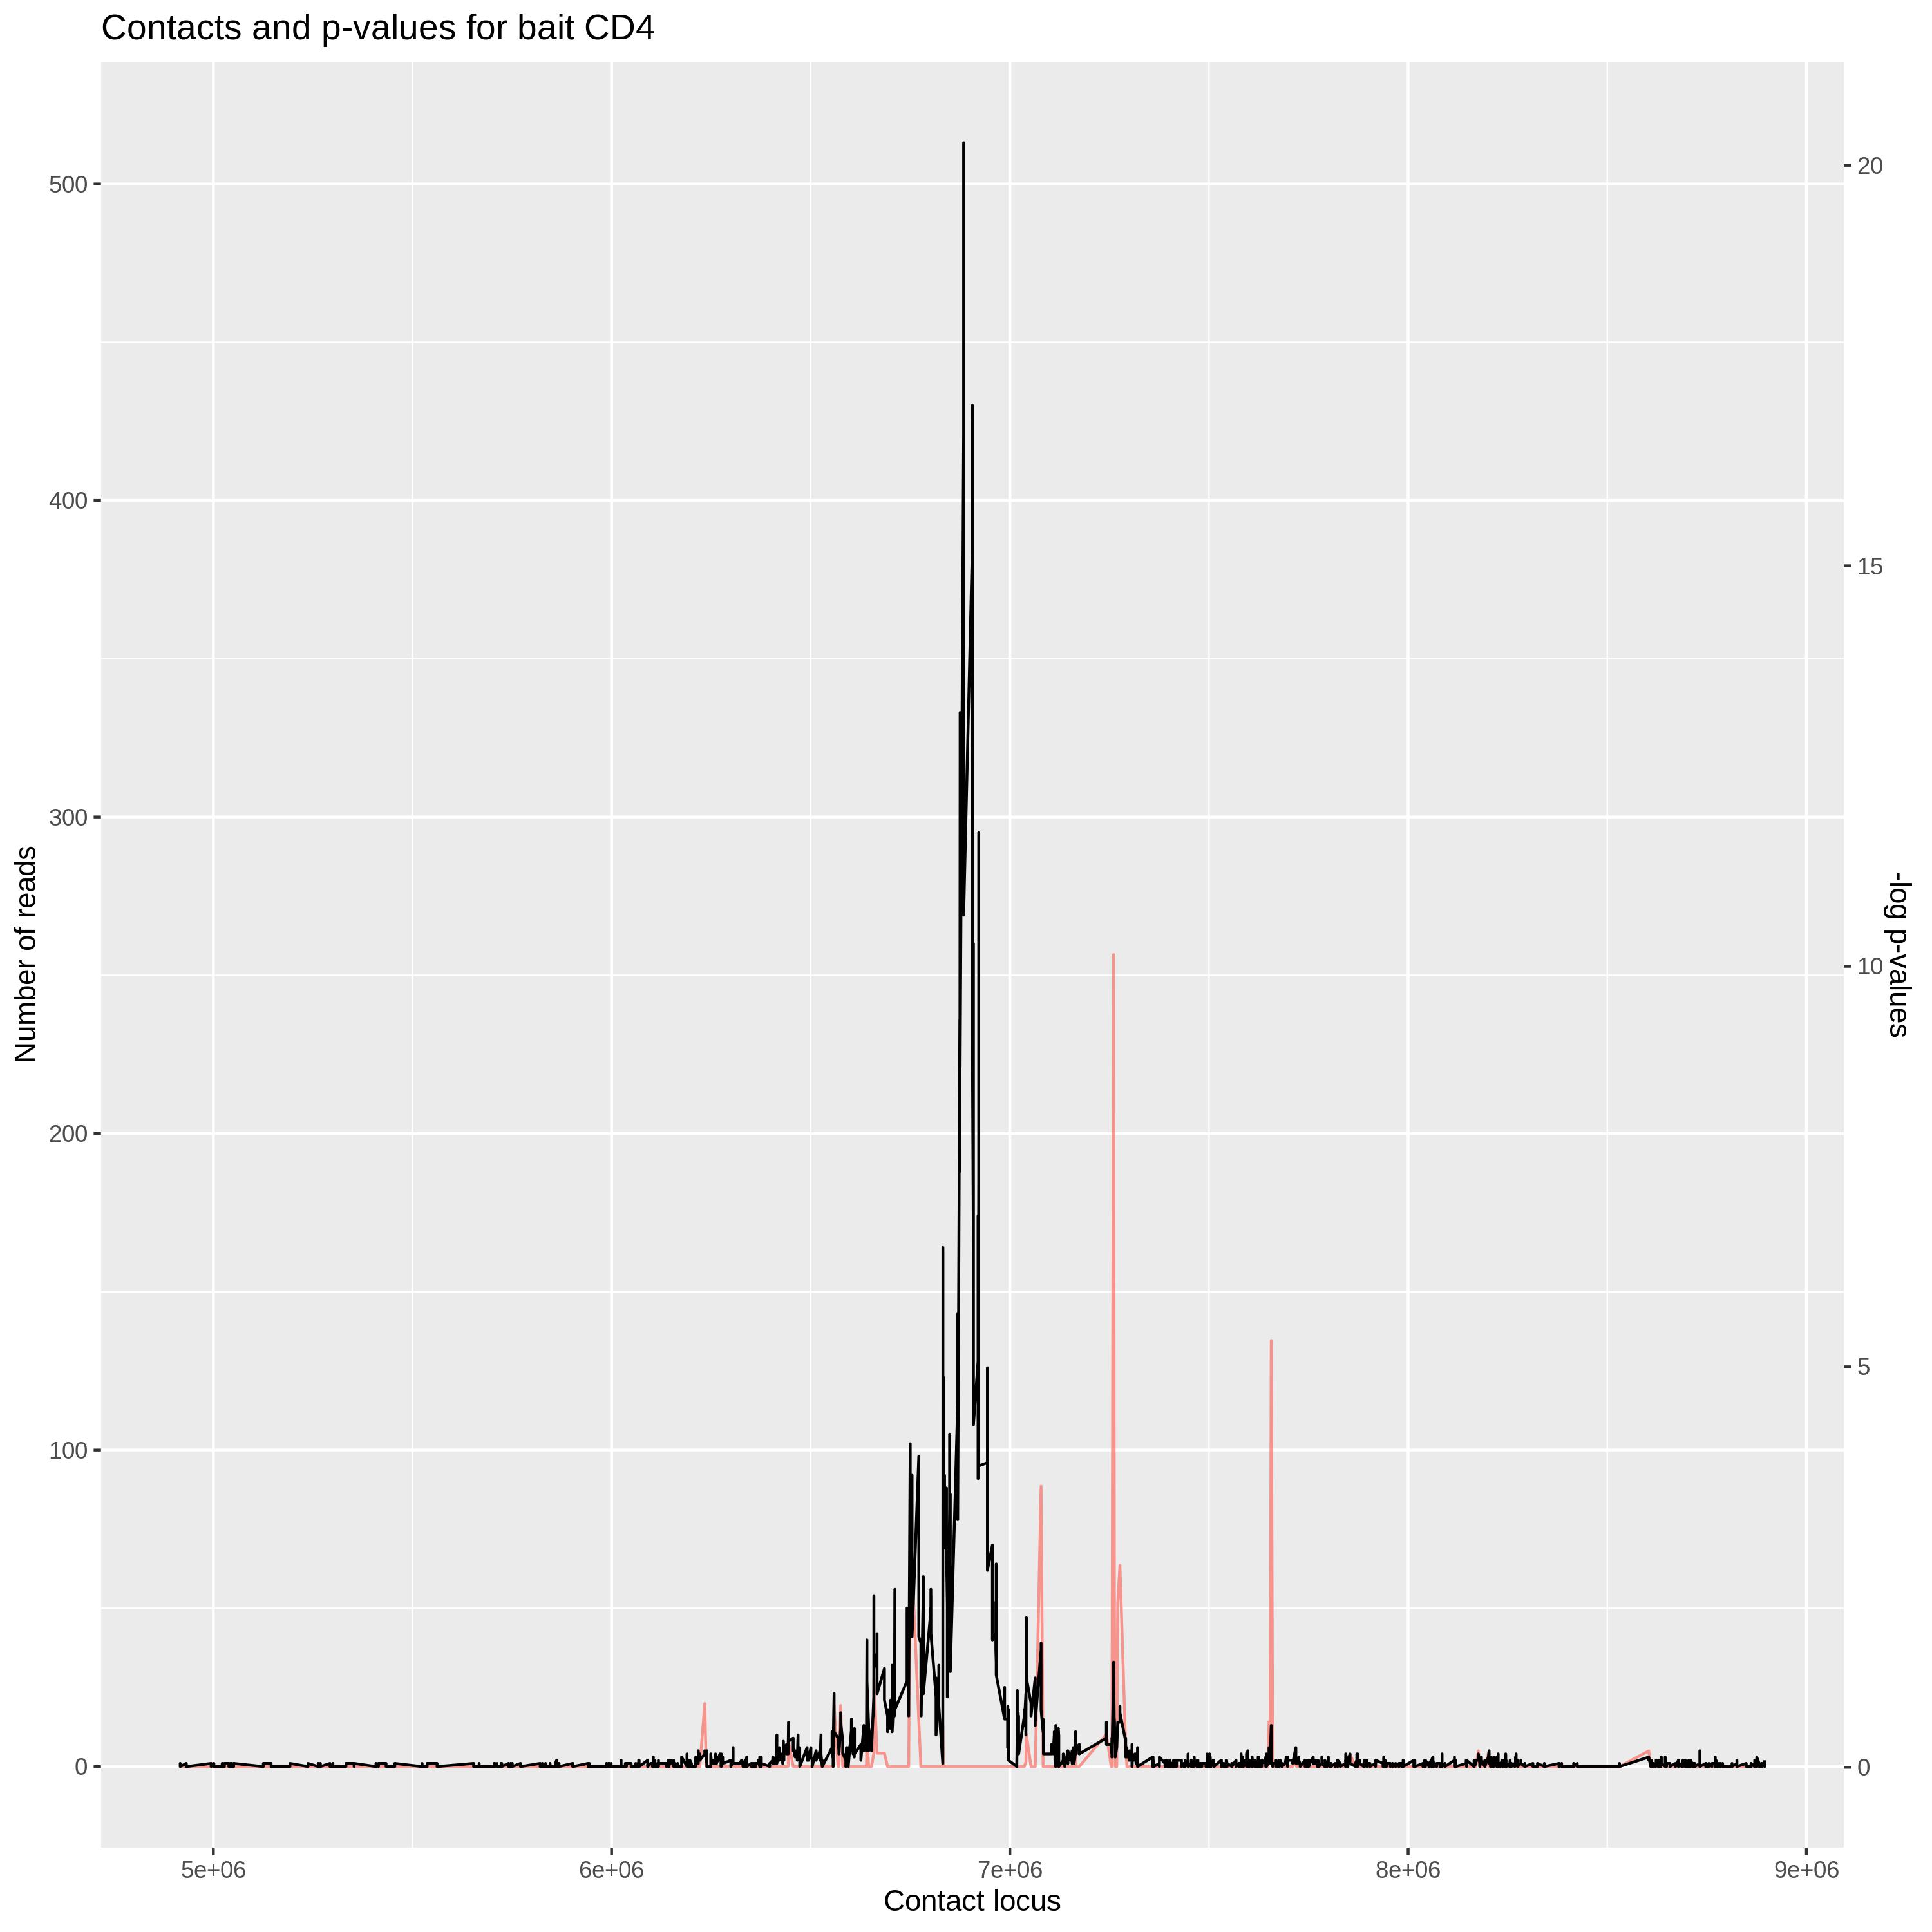 Contacts and p-values for bait CD4
500
400
300
200
100
0
Number of reads
20
15
10
5
0
-log p-values
5e+06 6e+06 7e+06 8e+06 9e+06
Contact locus